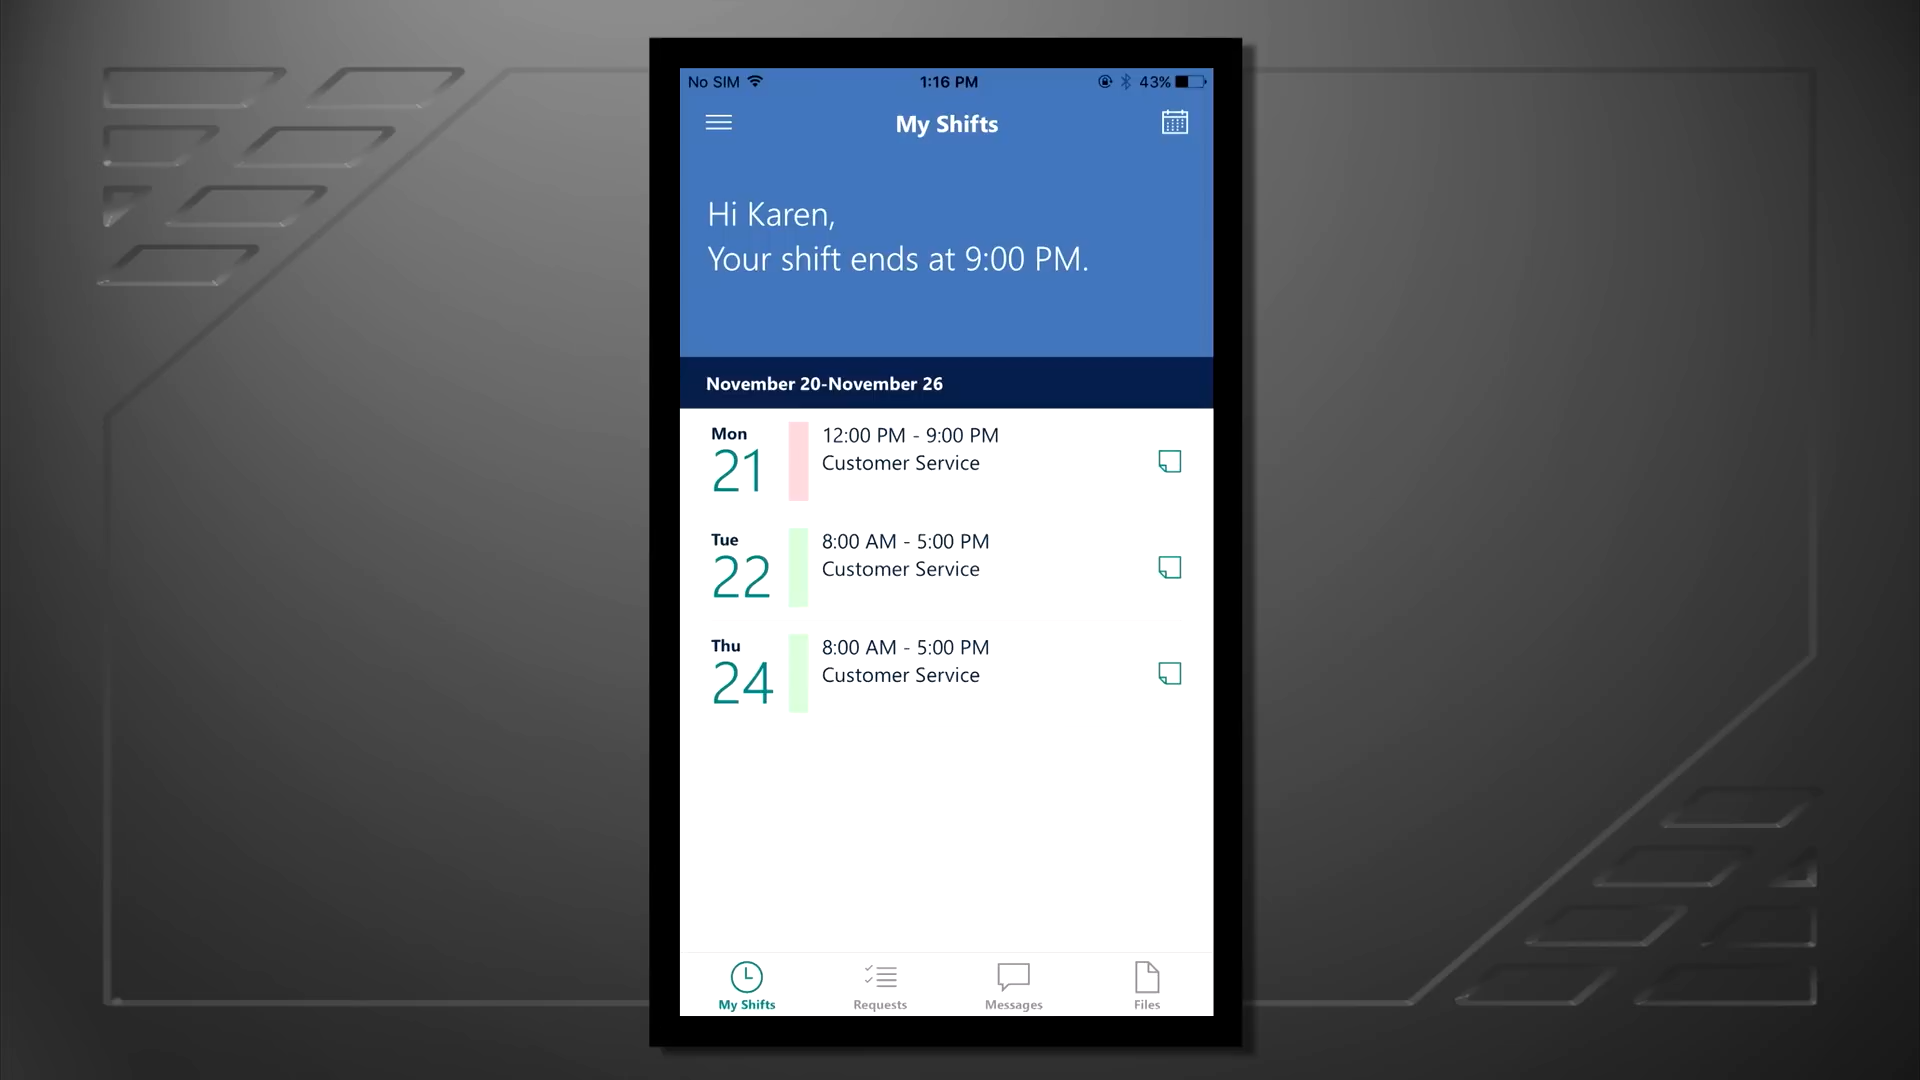 No SIM 1:16 PM 43%
My Shifts
Hi Karen,
Your shift ends at 9:00 PM.
November 20-November 26
Mon 12:00 PM - 9:00 PM
21 Customer Service
Tue 8:00 AM - 5:00 PM
22 Customer Service
Thu 8:00 AM - 5:00 PM
24 Customer Service
My Shifts Requests Messages Files